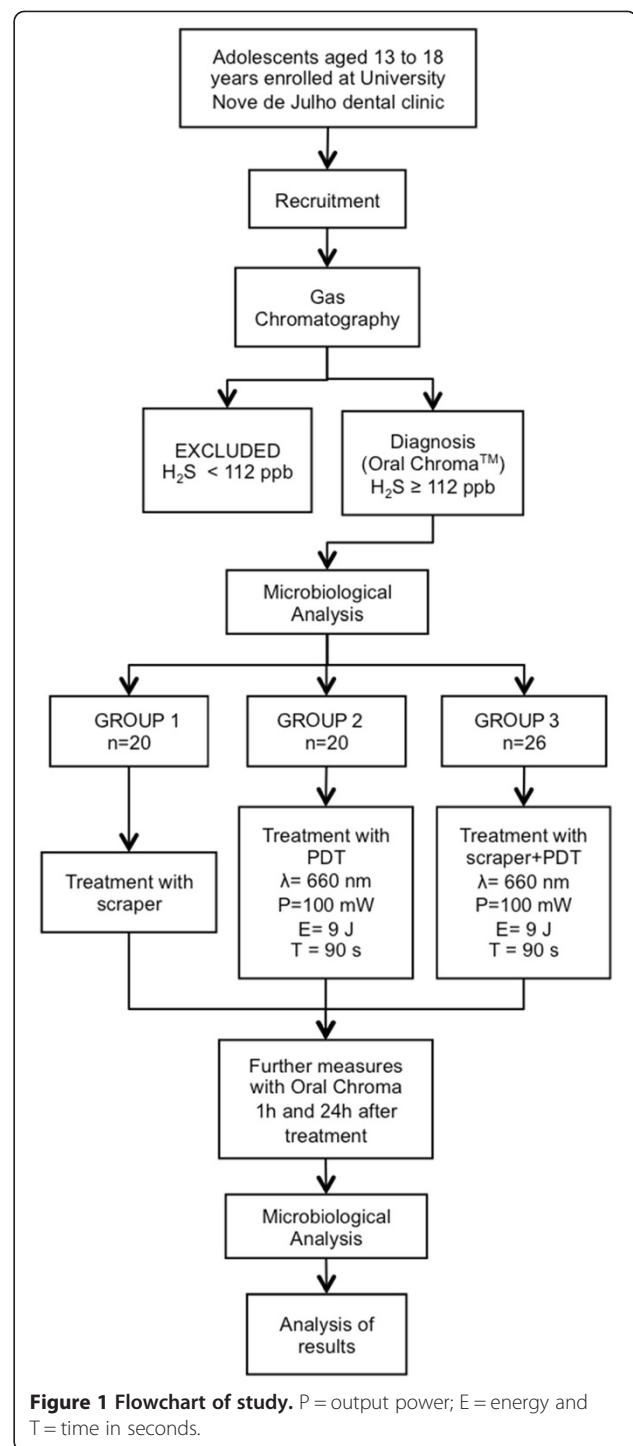 Adolescents aged 13 to 18
years enrolled at University
Nove de Julho dental clinic
Recruitment
Gas
Chromatography
EXCLUDED
H₂S < 112 ppb
Diagnosis
(Oral Chroma™)
H₂S ≥ 112 ppb
Microbiological
Analysis
GROUP 1
n=20
GROUP 2
n=20
GROUP 3
n=26
Treatment with
scraper
Treatment with
PDT
λ= 660 nm
P=100 mW
E= 9 J
T = 90 s
Treatment with
scraper+PDT
λ= 660 nm
P=100 mW
E= 9 J
T = 90 s
Further measures
with Oral Chroma
1h and 24h after
treatment
Microbiological
Analysis
Analysis of
results
Figure 1 Flowchart of study. P = output power; E = energy and
T = time in seconds.